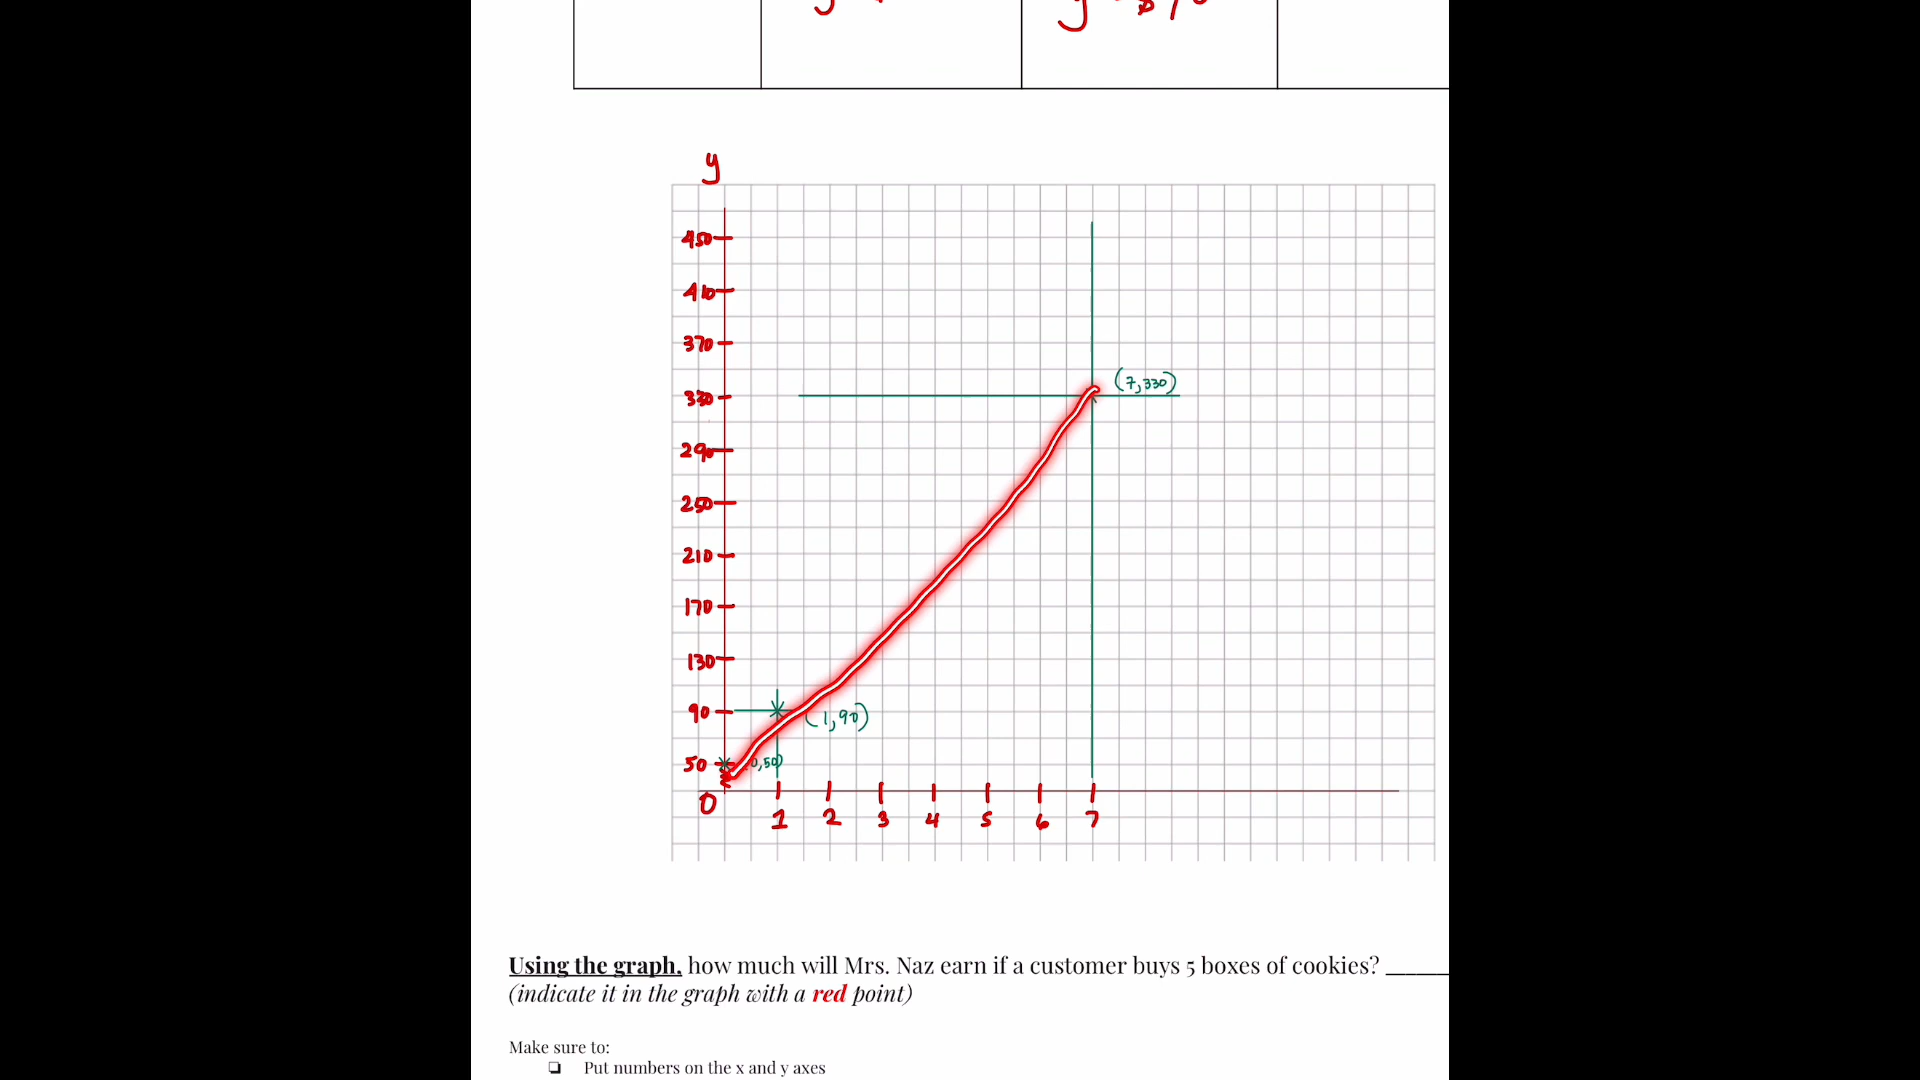 y
450
410
370
330
(7,330)
290
250
210
170
130
90
(1,90)
50
0,50)
0
1 2 3 4 5 6 7
Using the graph, how much will Mrs. Naz earn if a customer buys 5 boxes of cookies? ______
(indicate it in the graph with a red point)
Make sure to:
❏ Put numbers on the x and y axes